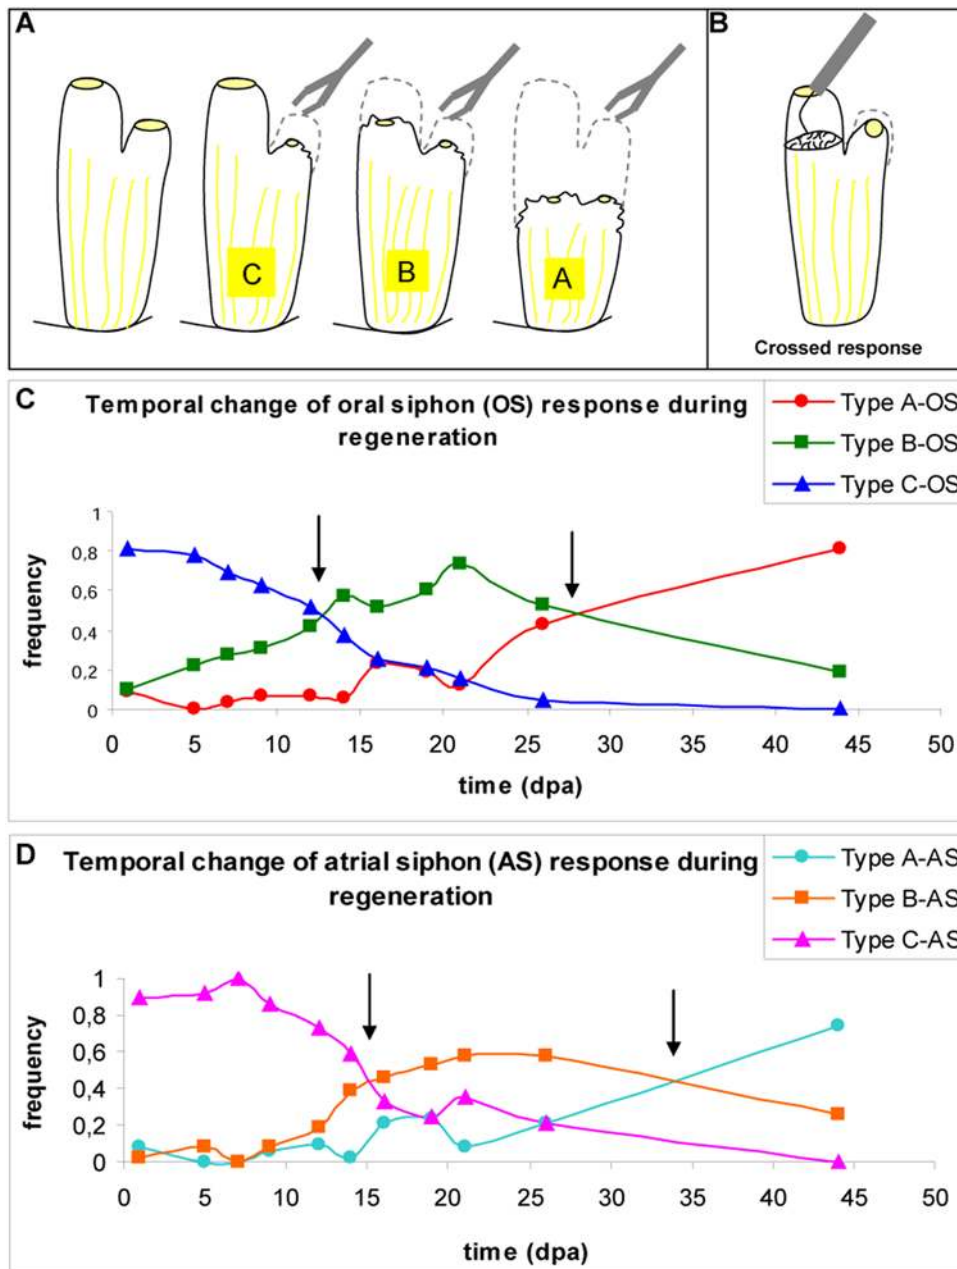 A
B
C
B
A
Crossed response
C
Temporal change of oral siphon (OS) response during
regeneration
Type A-OS
Type B-OS
Type C-OS
1
0,8
0,6
0,4
0,2
0
frequency
0 5 10 15 20 25 30 35 40 45 50
time (dpa)
D
Temporal change of atrial siphon (AS) response during
regeneration
Type A-AS
Type B-AS
Type C-AS
1
0,8
0,6
0,4
0,2
0
frequency
0 5 10 15 20 25 30 35 40 45 50
time (dpa)